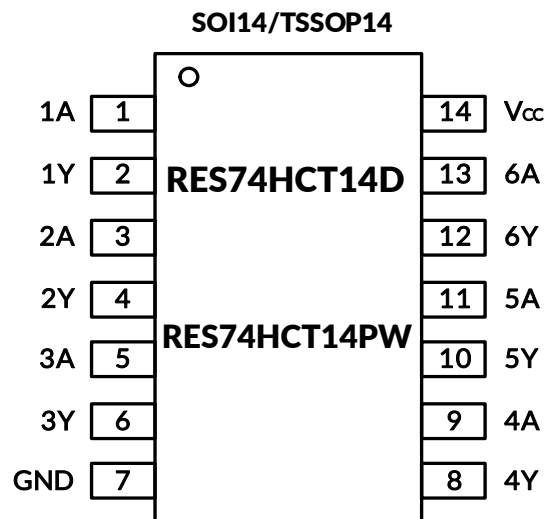 SOI14/TSSOP14
1A 1 14 Vcc
1Y 2 RES74HCT14D 13 6A
2A 3 12 6Y
2Y 4 11 5A
RES74HCT14PW
3A 5 10 5Y
3Y 6 9 4A
GND 7 8 4Y